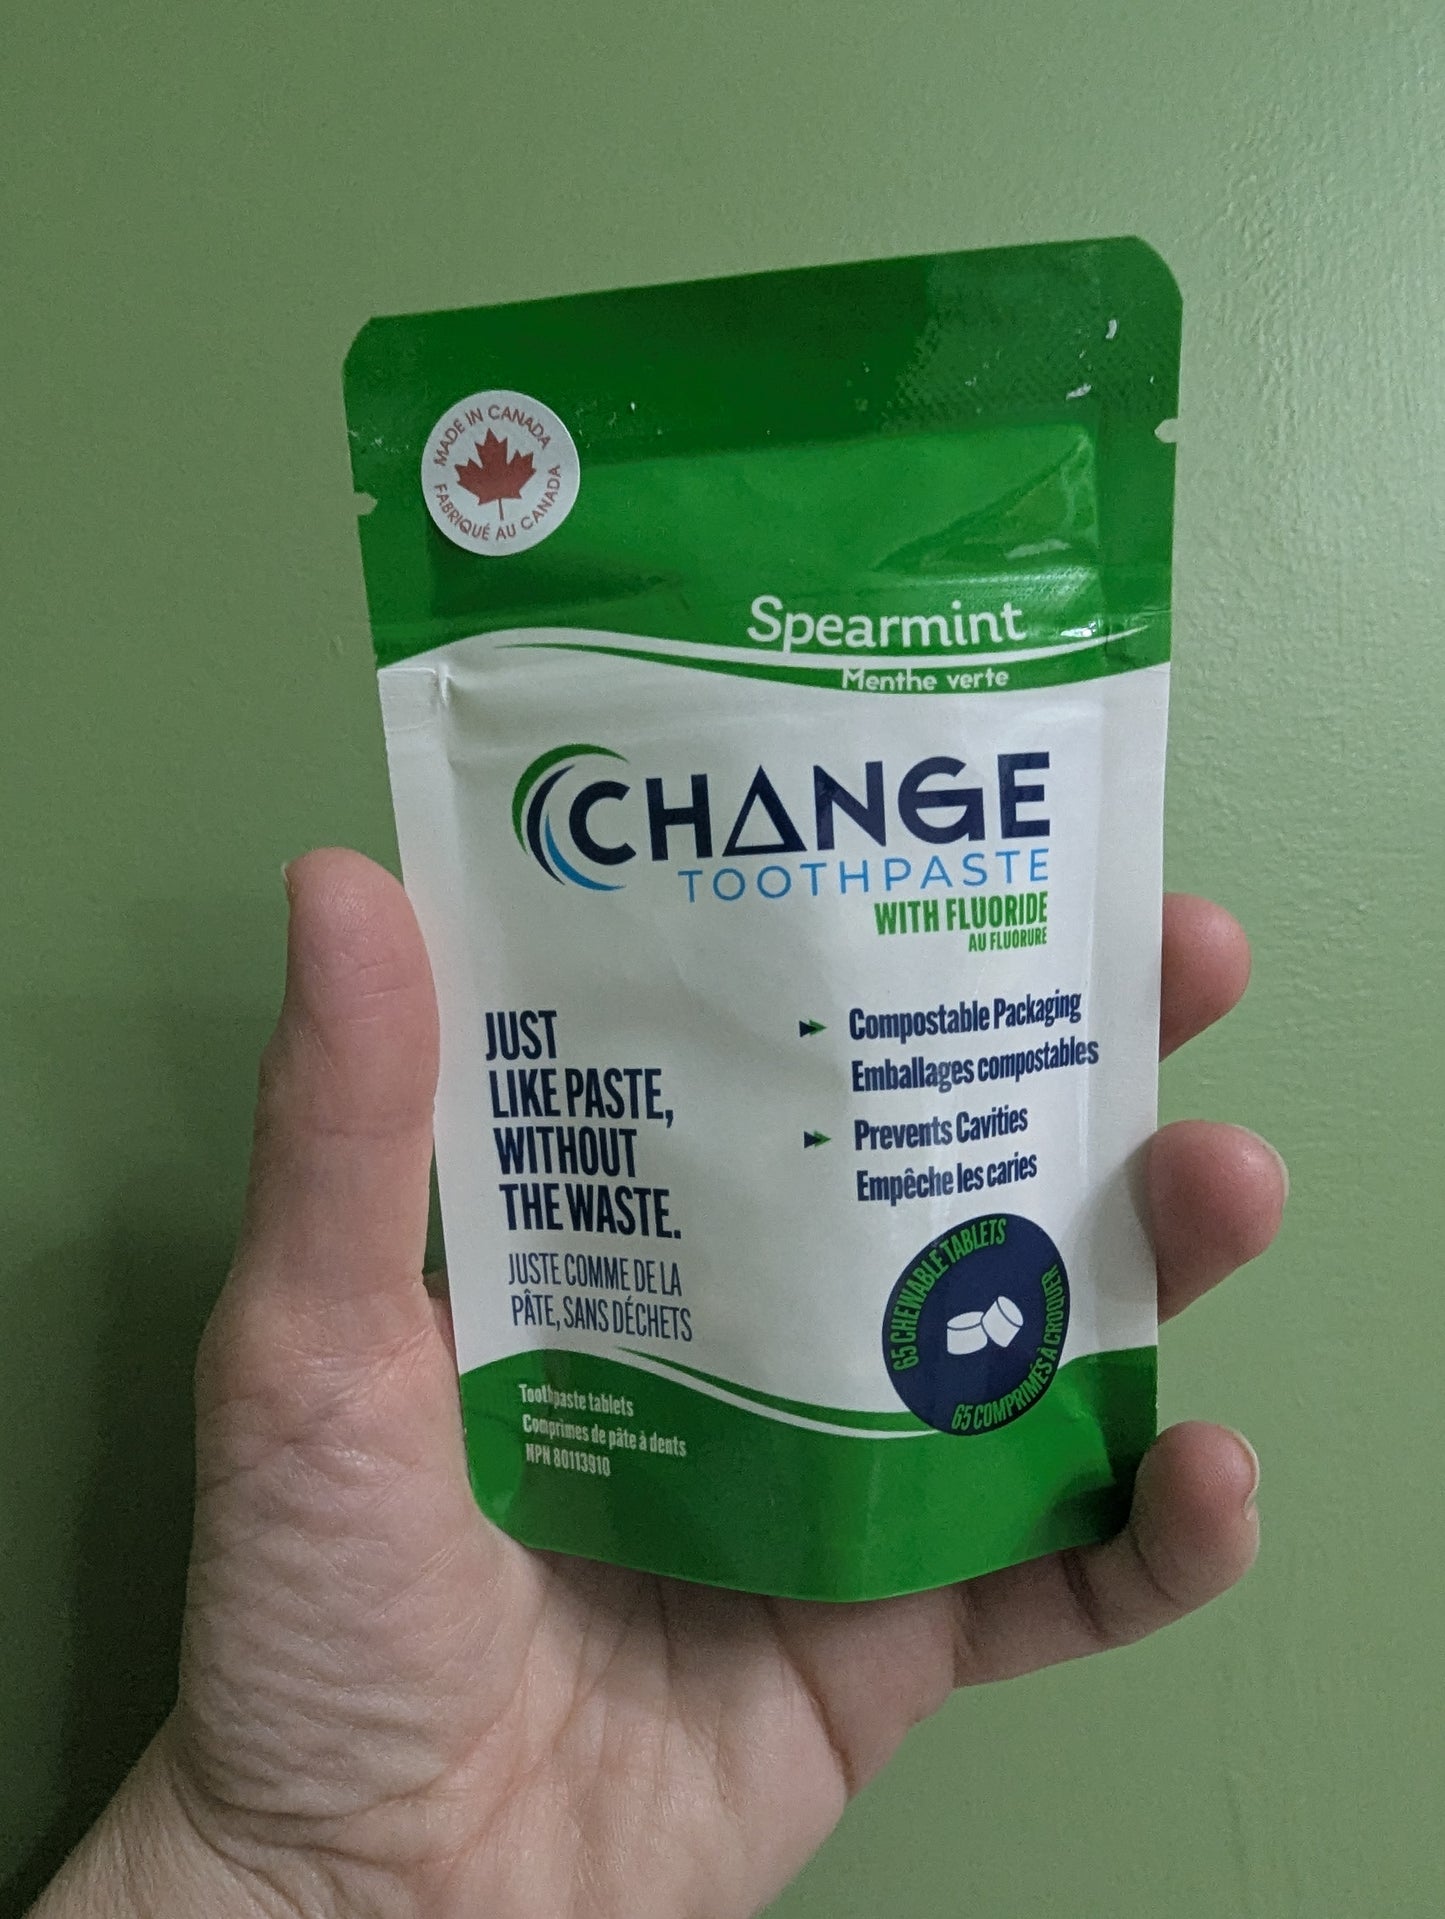 MADE IN CANADA
FABRIQUÉ AU CANADA
Spearmint
Menthe verte
CHANGE
TOOTHPASTE
WITH FLUORIDE
AU FLUORURE
JUST
LIKE PASTE,
WITHOUT
THE WASTE.
JUSTE COMME DE LA
PÂTE, SANS DÉCHETS
Compostable Packaging
Emballages compostables
Prevents Cavities
Empêche les caries
65 CHEWABLE TABLETS
65 COMPRIMÉS À CROQUER
Toothpaste tablets
Comprimes de pâte à dents
NPN 80113910